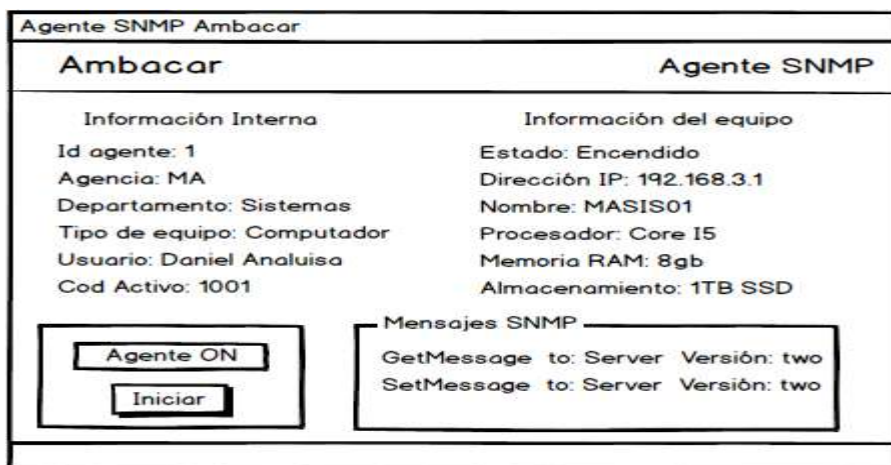 Agente SNMP Ambacar
Ambacar
Agente SNMP
Información Interna
Id agente: 1
Agencia: MA
Departamento: Sistemas
Tipo de equipo: Computador
Usuario: Daniel Analuisa
Cod Activo: 1001
Información del equipo
Estado: Encendido
Dirección IP: 192.168.3.1
Nombre: MASIS01
Procesador: Core I5
Memoria RAM: 8gb
Almacenamiento: 1TB SSD
Agente ON
Iniciar
Mensajes SNMP
GetMessage to: Server Versión: two
SetMessage to: Server Versión: two